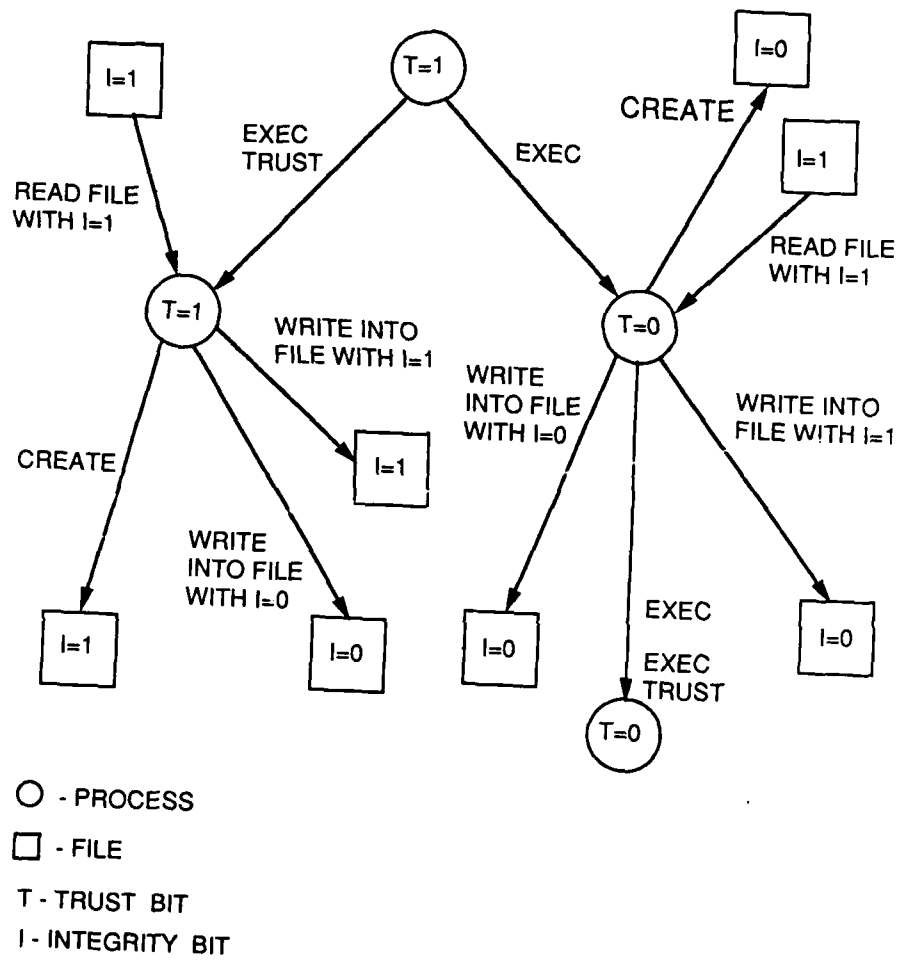 I=1
T=1
I=0
CREATE
EXEC
TRUST
EXEC
I=1
READ FILE
WITH I=1
READ FILE
WITH I=1
T=1
T=0
WRITE INTO
FILE WITH I=1
WRITE
INTO FILE
WITH I=0
WRITE INTO
FILE WITH I=1
CREATE
I=1
WRITE
INTO FILE
WITH I=0
I=1
I=0
I=0
EXEC
EXEC
TRUST
I=0
T=0
- PROCESS
- FILE
T - TRUST BIT
I - INTEGRITY BIT